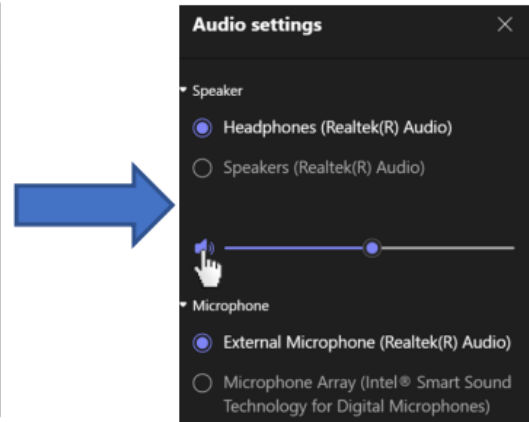 Audio settings
Speaker
Headphones (Realtek(R) Audio)
Speakers (Realtek(R) Audio)
Microphone
External Microphone (Realtek(R) Audio)
Microphone Array (Intel® Smart Sound
Technology for Digital Microphones)